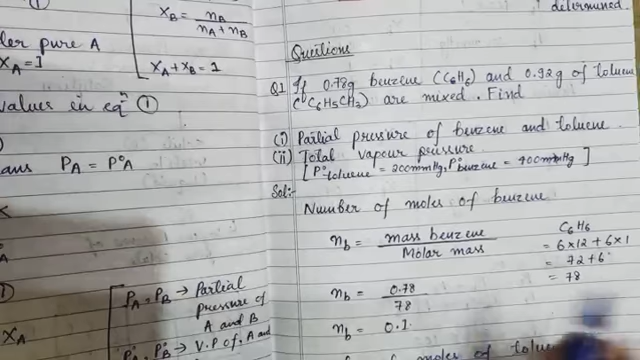 X_B = n_B / (n_A + n_B)
X_A + X_B = 1
pure A
X_A = 1
values in eqⁿ ①
P_A = P°_A
①
X_A
P_A, P_B → Partial
pressure of
A and B
P°_A, P°_B → V.P of, A and
determined.
Questions
Q1 If 0.78g benzene (C6H6) and 0.92g of toluene
(C6H5CH3) are mixed. Find
(i) Partial pressure of benzene and toluene
(ii) Total vapour pressure
[P°toluene = 200mmHg, P°benzene = 400mmHg]
Sol:-
Number of moles of benzene
n_b = mass benzene / Molar mass
C6H6
= 6×12+6×1
= 72+6
= 78
n_b = 0.78 / 78
n_b = 0.1
of moles of